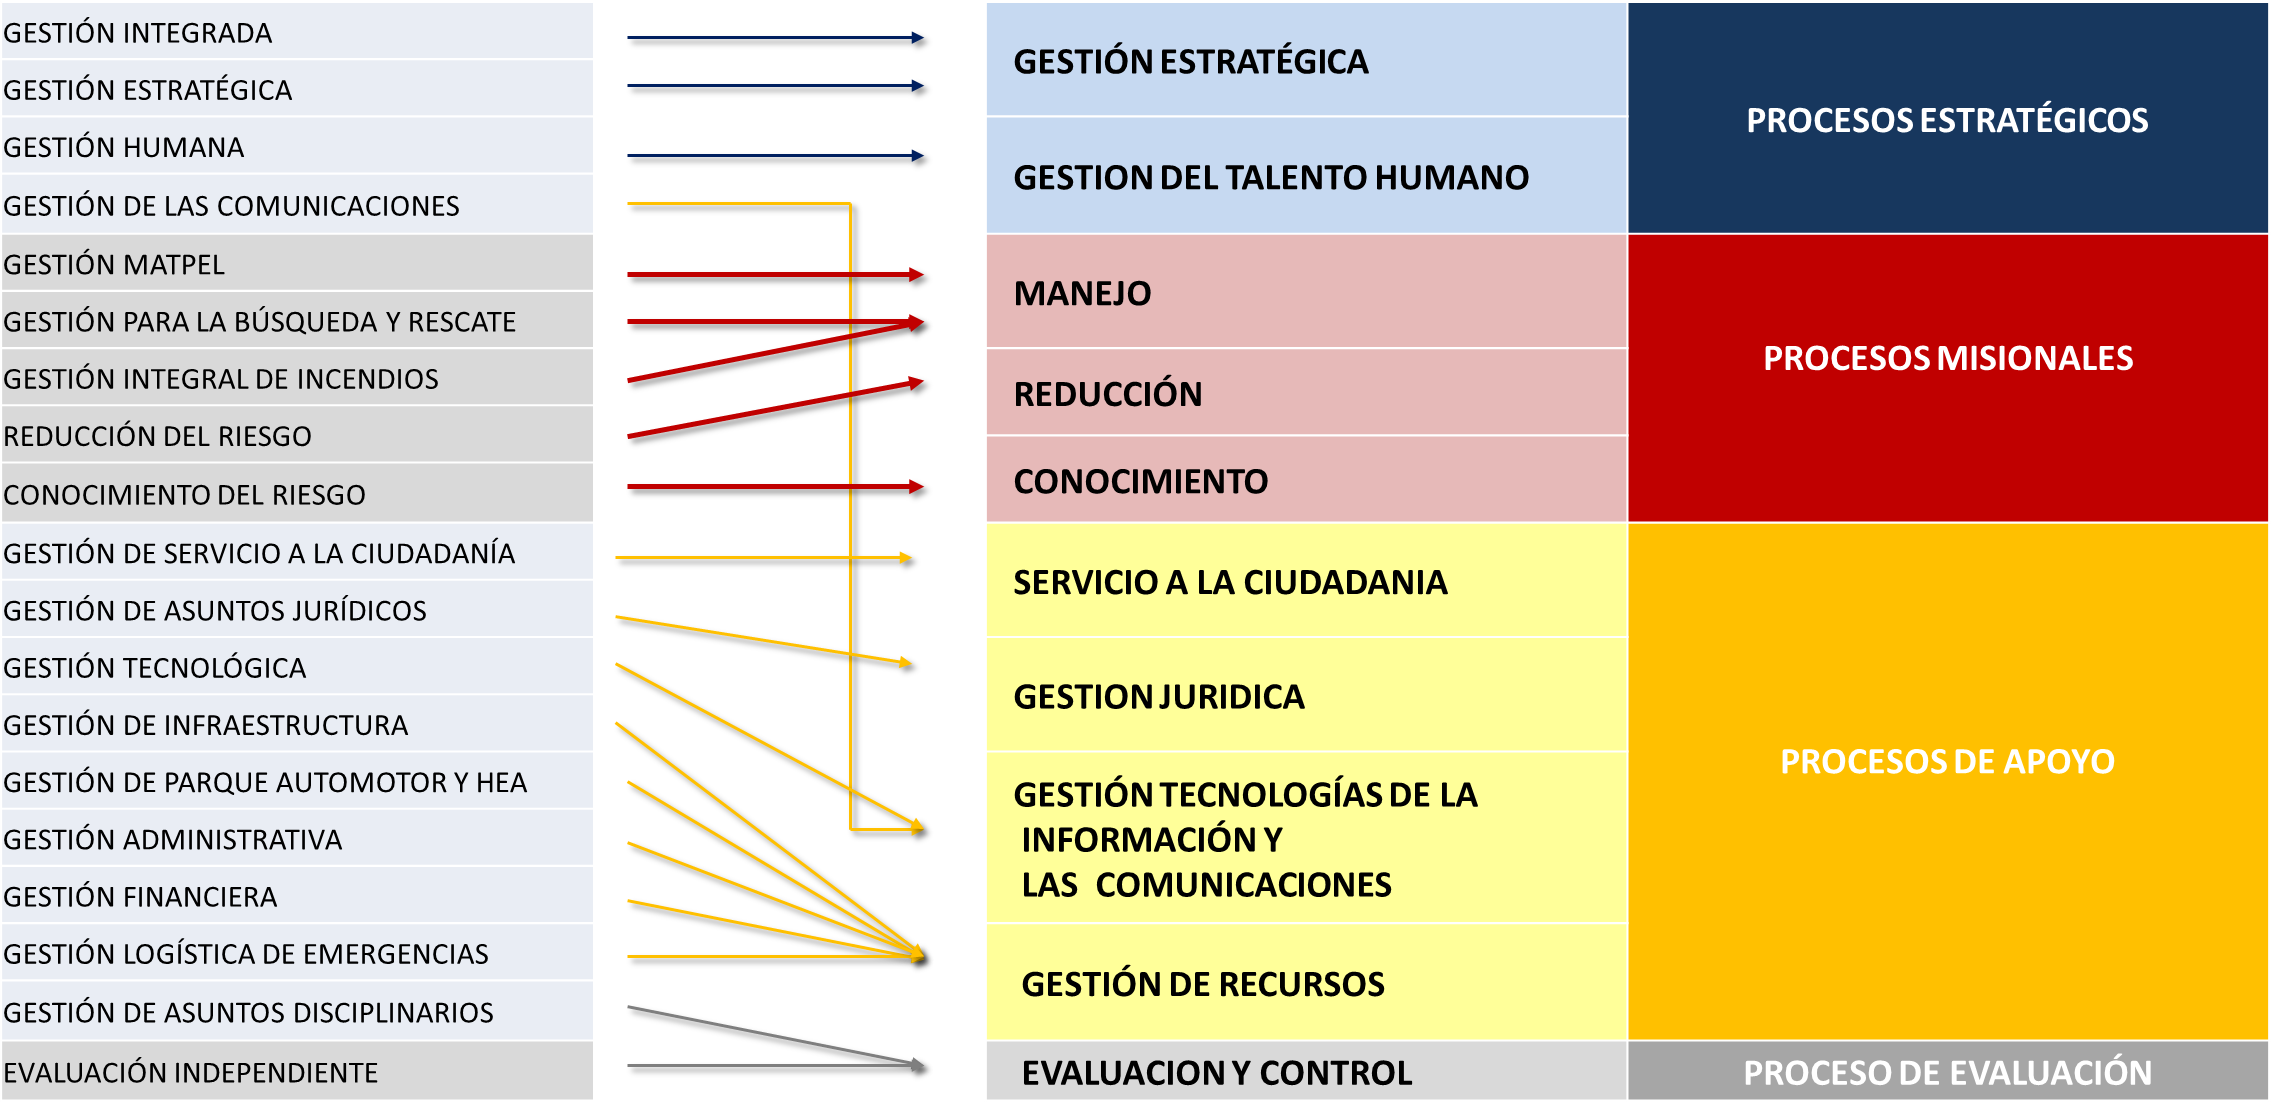 GESTIÓN INTEGRADA
GESTIÓN ESTRATÉGICA
GESTIÓN HUMANA
GESTIÓN DE LAS COMUNICACIONES
GESTIÓN MATPEL
GESTIÓN PARA LA BÚSQUEDA Y RESCATE
GESTIÓN INTEGRAL DE INCENDIOS
REDUCCIÓN DEL RIESGO
CONOCIMIENTO DEL RIESGO
GESTIÓN DE SERVICIO A LA CIUDADANÍA
GESTIÓN DE ASUNTOS JURÍDICOS
GESTIÓN TECNOLÓGICA
GESTIÓN DE INFRAESTRUCTURA
GESTIÓN DE PARQUE AUTOMOTOR Y HEA
GESTIÓN ADMINISTRATIVA
GESTIÓN FINANCIERA
GESTIÓN LOGÍSTICA DE EMERGENCIAS
GESTIÓN DE ASUNTOS DISCIPLINARIOS
EVALUACIÓN INDEPENDIENTE
GESTIÓN ESTRATÉGICA
GESTION DEL TALENTO HUMANO
MANEJO
REDUCCIÓN
CONOCIMIENTO
SERVICIO A LA CIUDADANIA
GESTION JURIDICA
GESTIÓN TECNOLOGÍAS DE LA
INFORMACIÓN Y
LAS COMUNICACIONES
GESTIÓN DE RECURSOS
EVALUACION Y CONTROL
PROCESOS ESTRATÉGICOS
PROCESOS MISIONALES
PROCESOS DE APOYO
PROCESO DE EVALUACIÓN